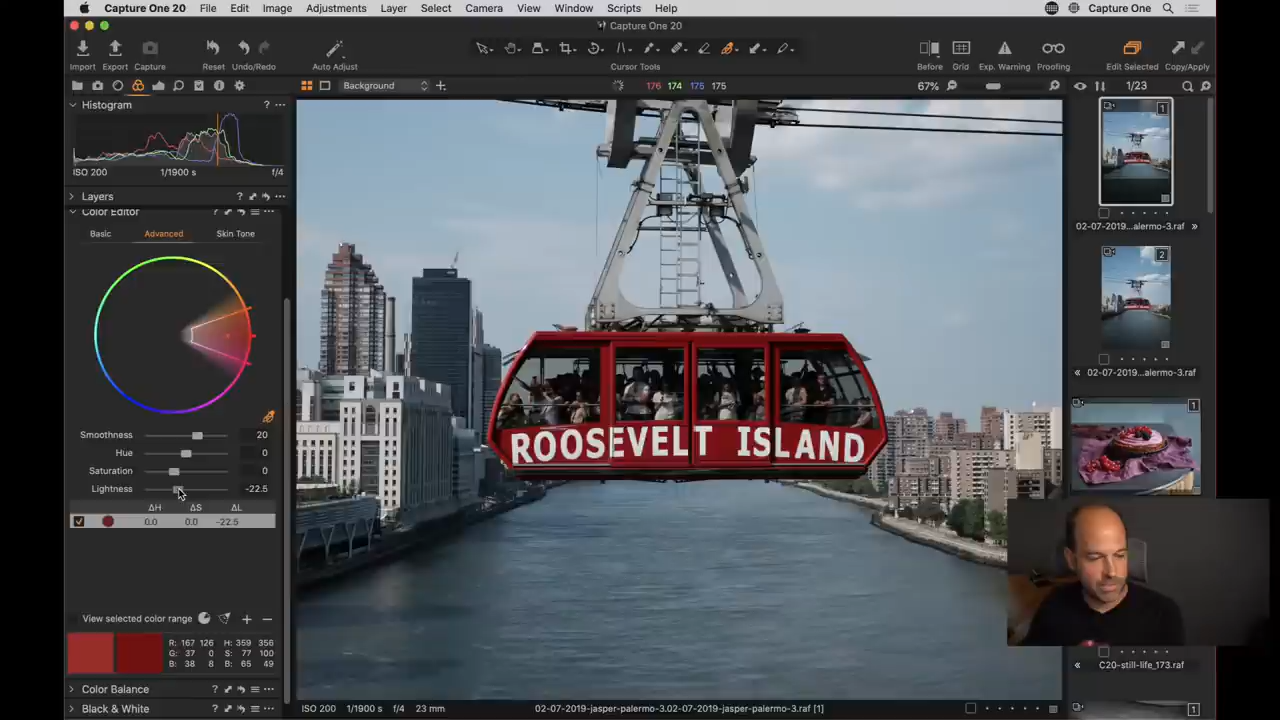 Capture One 20 File Edit Image Adjustments Layer Select Camera View Window Scripts Help Capture One
Capture One 20
Import Export Capture Reset Undo/Redo Auto Adjust Cursor Tools Before Grid Exp. Warning Proofing Edit Selected Copy/Apply
Background 176 174 175 175 67% 1/23
Histogram
ISO 200 1/1900 s f/4
Layers
Color Editor
Basic Advanced Skin Tone
Smoothness 20
Hue 0
Saturation 0
Lightness -22.5
ΔH ΔS ΔL
0.0 0.0 -22.5
View selected color range
R: 167 126 H: 359 356
G: 37 0 S: 77 100
B: 38 8 B: 65 49
Color Balance
Black & White
ROOSEVELT ISLAND
ISO 200 1/1900 s f/4 23 mm 02-07-2019-jasper-palermo-3.02-07-2019-jasper-palermo-3.raf [1]
1
02-07-2019...alermo-3.raf
2
02-07-2019...alermo-3.raf
1
C20-still-life_173.raf
1